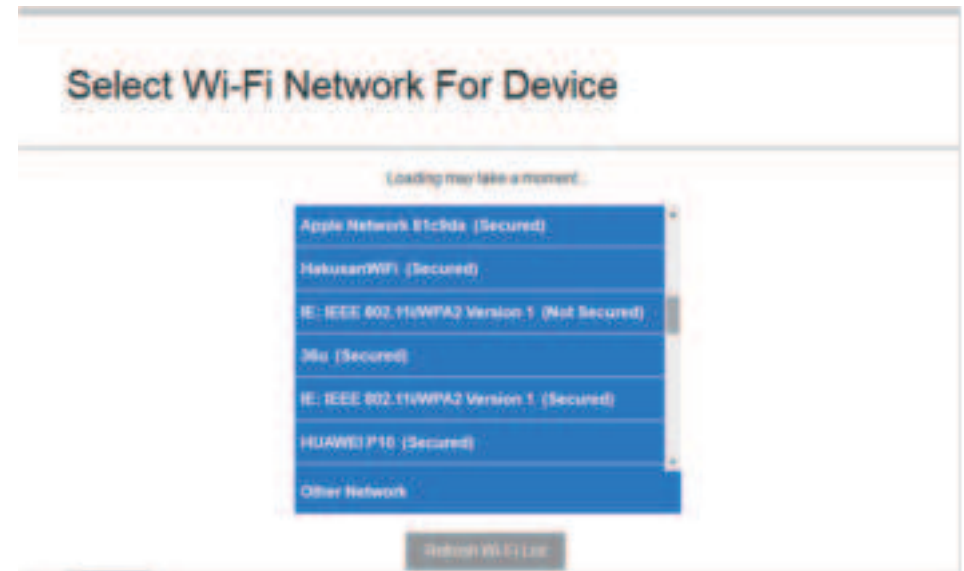 Select Wi-Fi Network For Device
Loading may take a moment...
Apple Network 81c9da (Secured)
HakusanWiFi (Secured)
IE: IEEE 802.11i/WPA2 Version 1 (Not Secured)
36u (Secured)
IE: IEEE 802.11i/WPA2 Version 1 (Secured)
HUAWEI P10 (Secured)
Other Network
Refresh Wi-Fi List